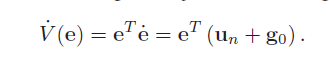 V̇(e) = eᵀė = eᵀ (uₙ + g₀) .